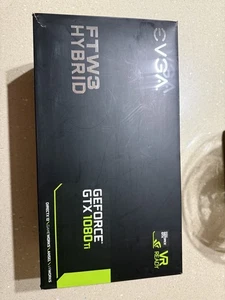 EVGA
FTW3
HYBRID
GEFORCE
GTX 1080 Ti
VR
READY